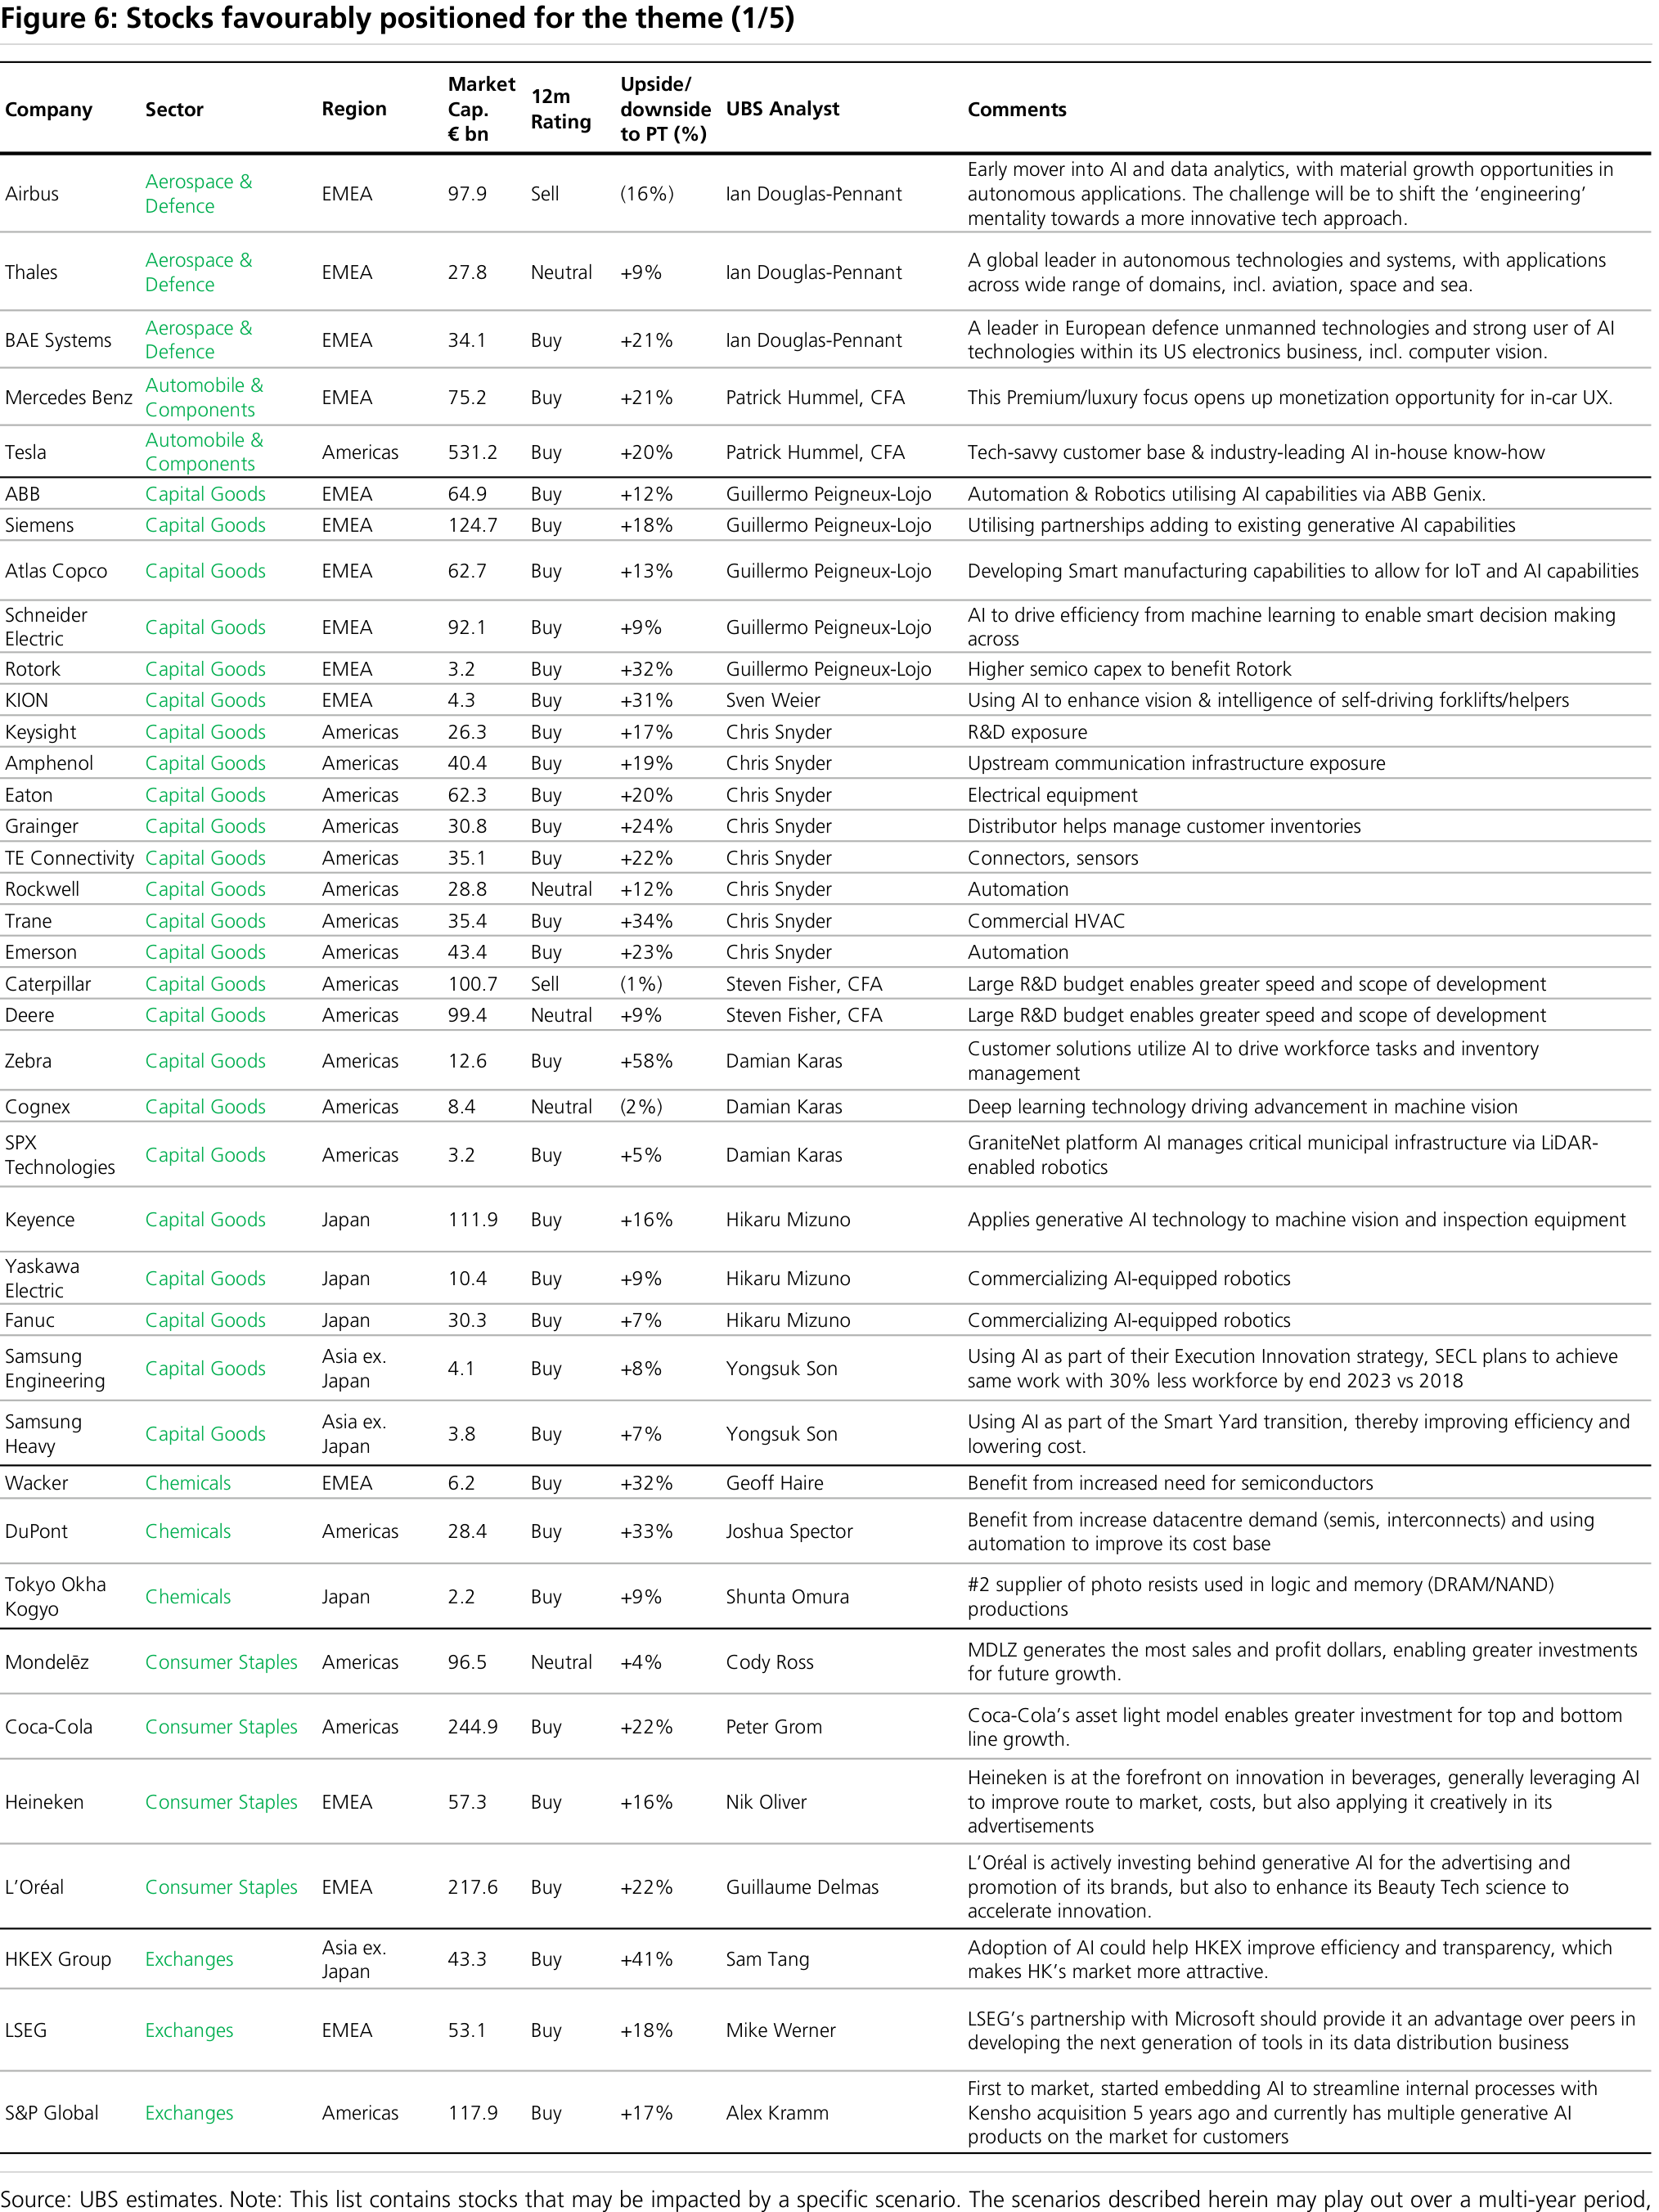 Figure 6: Stocks favourably positioned for the theme (1/5)
Company Sector Region Market Cap. € bn 12m Rating Upside/ downside to PT (%) UBS Analyst Comments
Airbus Aerospace & Defence EMEA 97.9 Sell (16%) Ian Douglas-Pennant Early mover into AI and data analytics, with material growth opportunities in autonomous applications. The challenge will be to shift the ‘engineering’ mentality towards a more innovative tech approach.
Thales Aerospace & Defence EMEA 27.8 Neutral +9% Ian Douglas-Pennant A global leader in autonomous technologies and systems, with applications across wide range of domains, incl. aviation, space and sea.
BAE Systems Aerospace & Defence EMEA 34.1 Buy +21% Ian Douglas-Pennant A leader in European defence unmanned technologies and strong user of AI technologies within its US electronics business, incl. computer vision.
Mercedes Benz Automobile & Components EMEA 75.2 Buy +21% Patrick Hummel, CFA This Premium/luxury focus opens up monetization opportunity for in-car UX.
Tesla Automobile & Components Americas 531.2 Buy +20% Patrick Hummel, CFA Tech-savvy customer base & industry-leading AI in-house know-how
ABB Capital Goods EMEA 64.9 Buy +12% Guillermo Peigneux-Lojo Automation & Robotics utilising AI capabilities via ABB Genix.
Siemens Capital Goods EMEA 124.7 Buy +18% Guillermo Peigneux-Lojo Utilising partnerships adding to existing generative AI capabilities
Atlas Copco Capital Goods EMEA 62.7 Buy +13% Guillermo Peigneux-Lojo Developing Smart manufacturing capabilities to allow for IoT and AI capabilities
Schneider Electric Capital Goods EMEA 92.1 Buy +9% Guillermo Peigneux-Lojo AI to drive efficiency from machine learning to enable smart decision making across
Rotork Capital Goods EMEA 3.2 Buy +32% Guillermo Peigneux-Lojo Higher semico capex to benefit Rotork
KION Capital Goods EMEA 4.3 Buy +31% Sven Weier Using AI to enhance vision & intelligence of self-driving forklifts/helpers
Keysight Capital Goods Americas 26.3 Buy +17% Chris Snyder R&D exposure
Amphenol Capital Goods Americas 40.4 Buy +19% Chris Snyder Upstream communication infrastructure exposure
Eaton Capital Goods Americas 62.3 Buy +20% Chris Snyder Electrical equipment
Grainger Capital Goods Americas 30.8 Buy +24% Chris Snyder Distributor helps manage customer inventories
TE Connectivity Capital Goods Americas 35.1 Buy +22% Chris Snyder Connectors, sensors
Rockwell Capital Goods Americas 28.8 Neutral +12% Chris Snyder Automation
Trane Capital Goods Americas 35.4 Buy +34% Chris Snyder Commercial HVAC
Emerson Capital Goods Americas 43.4 Buy +23% Chris Snyder Automation
Caterpillar Capital Goods Americas 100.7 Sell (1%) Steven Fisher, CFA Large R&D budget enables greater speed and scope of development
Deere Capital Goods Americas 99.4 Neutral +9% Steven Fisher, CFA Large R&D budget enables greater speed and scope of development
Zebra Capital Goods Americas 12.6 Buy +58% Damian Karas Customer solutions utilize AI to drive workforce tasks and inventory management
Cognex Capital Goods Americas 8.4 Neutral (2%) Damian Karas Deep learning technology driving advancement in machine vision
SPX Technologies Capital Goods Americas 3.2 Buy +5% Damian Karas GraniteNet platform AI manages critical municipal infrastructure via LiDAR-enabled robotics
Keyence Capital Goods Japan 111.9 Buy +16% Hikaru Mizuno Applies generative AI technology to machine vision and inspection equipment
Yaskawa Electric Capital Goods Japan 10.4 Buy +9% Hikaru Mizuno Commercializing AI-equipped robotics
Fanuc Capital Goods Japan 30.3 Buy +7% Hikaru Mizuno Commercializing AI-equipped robotics
Samsung Engineering Capital Goods Asia ex. Japan 4.1 Buy +8% Yongsuk Son Using AI as part of their Execution Innovation strategy, SECL plans to achieve same work with 30% less workforce by end 2023 vs 2018
Samsung Heavy Capital Goods Asia ex. Japan 3.8 Buy +7% Yongsuk Son Using AI as part of the Smart Yard transition, thereby improving efficiency and lowering cost.
Wacker Chemicals EMEA 6.2 Buy +32% Geoff Haire Benefit from increased need for semiconductors
DuPont Chemicals Americas 28.4 Buy +33% Joshua Spector Benefit from increase datacentre demand (semis, interconnects) and using automation to improve its cost base
Tokyo Okha Kogyo Chemicals Japan 2.2 Buy +9% Shunta Omura #2 supplier of photo resists used in logic and memory (DRAM/NAND) productions
Mondelēz Consumer Staples Americas 96.5 Neutral +4% Cody Ross MDLZ generates the most sales and profit dollars, enabling greater investments for future growth.
Coca-Cola Consumer Staples Americas 244.9 Buy +22% Peter Grom Coca-Cola’s asset light model enables greater investment for top and bottom line growth.
Heineken Consumer Staples EMEA 57.3 Buy +16% Nik Oliver Heineken is at the forefront on innovation in beverages, generally leveraging AI to improve route to market, costs, but also applying it creatively in its advertisements
L’Oréal Consumer Staples EMEA 217.6 Buy +22% Guillaume Delmas L’Oréal is actively investing behind generative AI for the advertising and promotion of its brands, but also to enhance its Beauty Tech science to accelerate innovation.
HKEX Group Exchanges Asia ex. Japan 43.3 Buy +41% Sam Tang Adoption of AI could help HKEX improve efficiency and transparency, which makes HK’s market more attractive.
LSEG Exchanges EMEA 53.1 Buy +18% Mike Werner LSEG’s partnership with Microsoft should provide it an advantage over peers in developing the next generation of tools in its data distribution business
S&P Global Exchanges Americas 117.9 Buy +17% Alex Kramm First to market, started embedding AI to streamline internal processes with Kensho acquisition 5 years ago and currently has multiple generative AI products on the market for customers
Source: UBS estimates. Note: This list contains stocks that may be impacted by a specific scenario. The scenarios described herein may play out over a multi-year period,